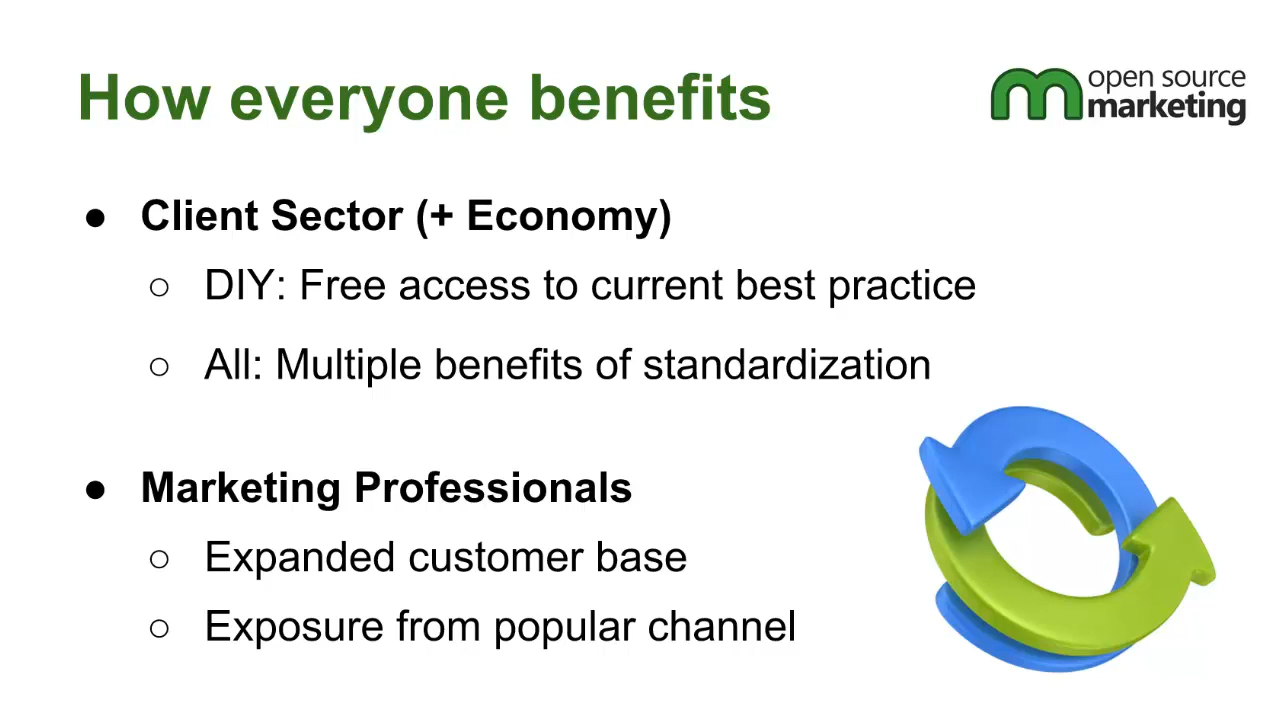 How everyone benefits
open source
marketing
● Client Sector (+ Economy)
○ DIY: Free access to current best practice
○ All: Multiple benefits of standardization
● Marketing Professionals
○ Expanded customer base
○ Exposure from popular channel